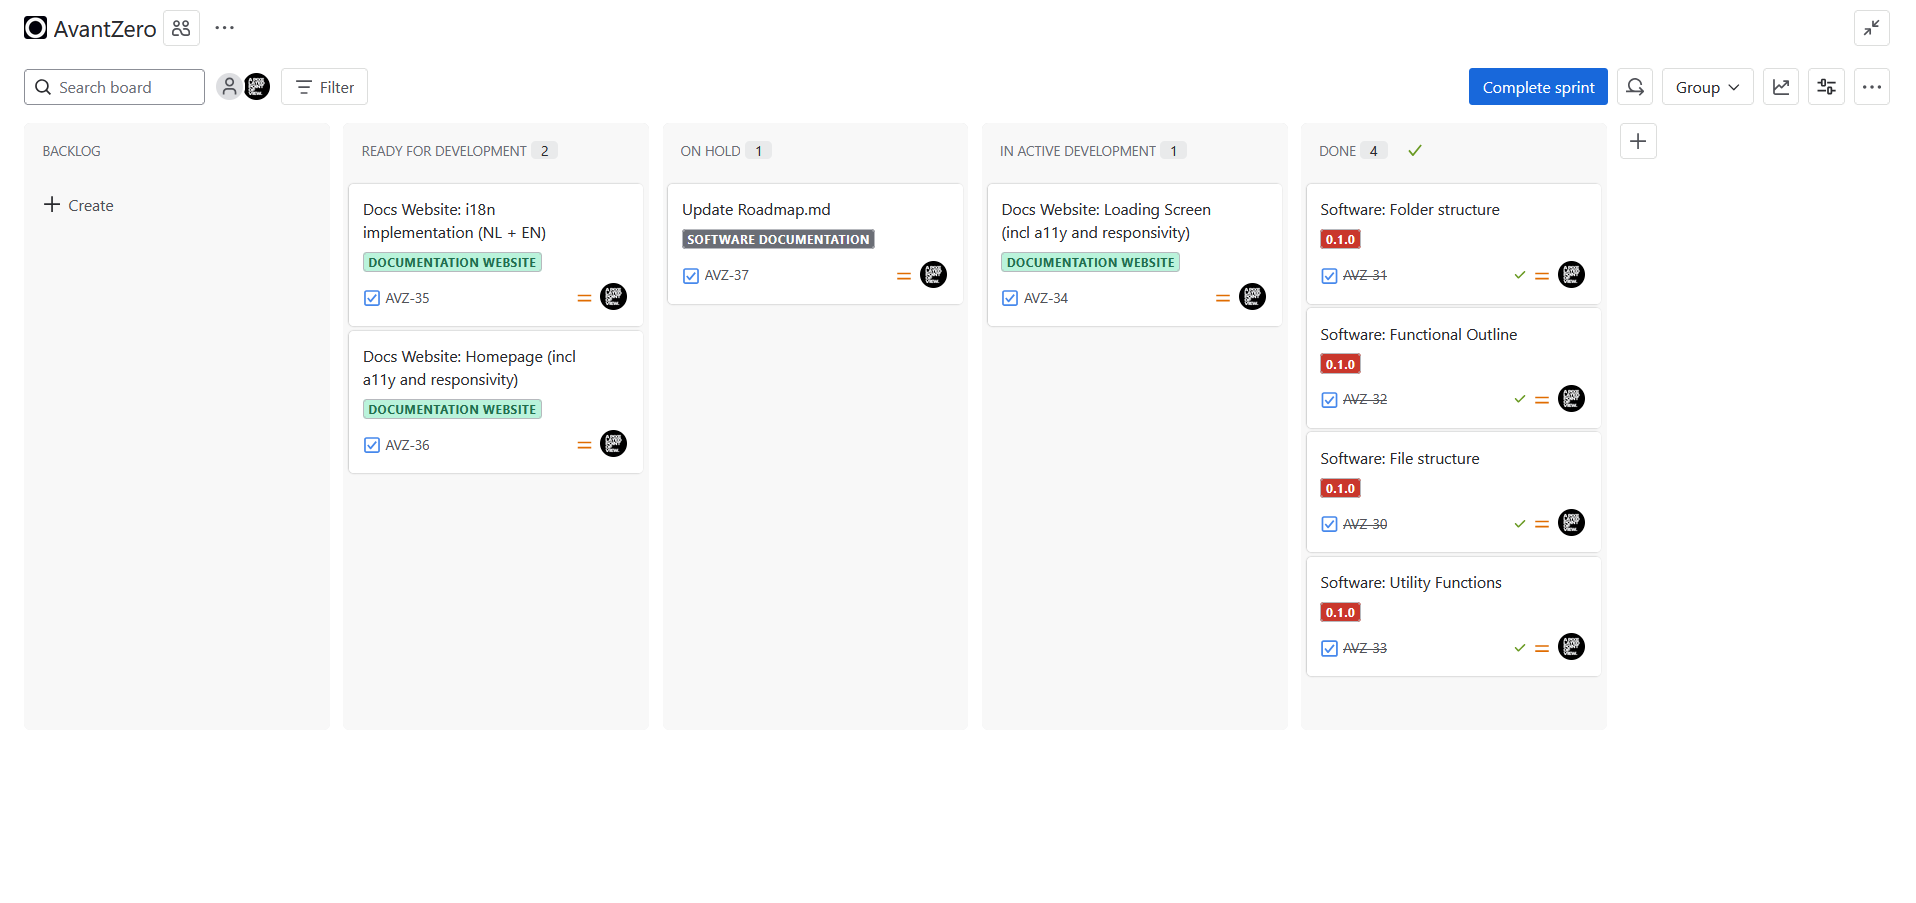 AvantZero
Search board
Filter
Complete sprint
Group
BACKLOG
Create
READY FOR DEVELOPMENT 2
Docs Website: i18n
implementation (NL + EN)
DOCUMENTATION WEBSITE
AVZ-35
Docs Website: Homepage (incl
a11y and responsivity)
DOCUMENTATION WEBSITE
AVZ-36
ON HOLD 1
Update Roadmap.md
SOFTWARE DOCUMENTATION
AVZ-37
IN ACTIVE DEVELOPMENT 1
Docs Website: Loading Screen
(incl a11y and responsivity)
DOCUMENTATION WEBSITE
AVZ-34
DONE 4
Software: Folder structure
0.1.0
AVZ-31
Software: Functional Outline
0.1.0
AVZ-32
Software: File structure
0.1.0
AVZ-30
Software: Utility Functions
0.1.0
AVZ-33